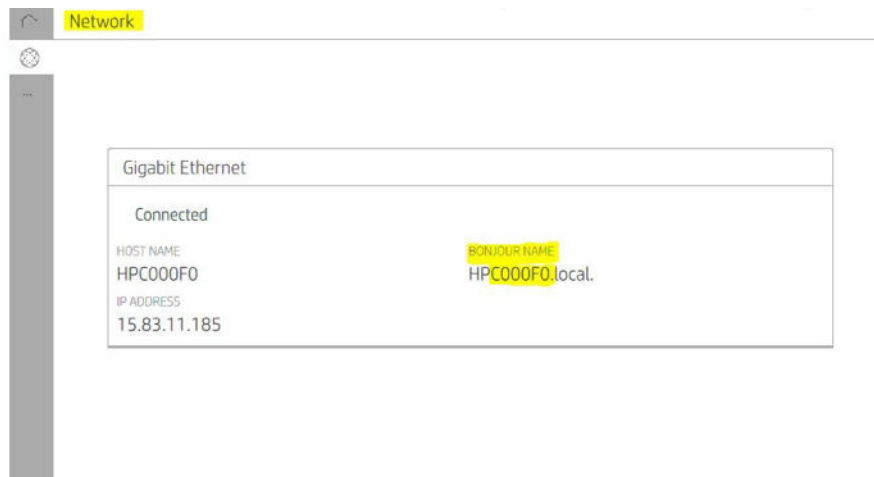 Network
...
Gigabit Ethernet
Connected
HOST NAME
HPC000F0
BONJOUR NAME
HPC000F0.local.
IP ADDRESS
15.83.11.185